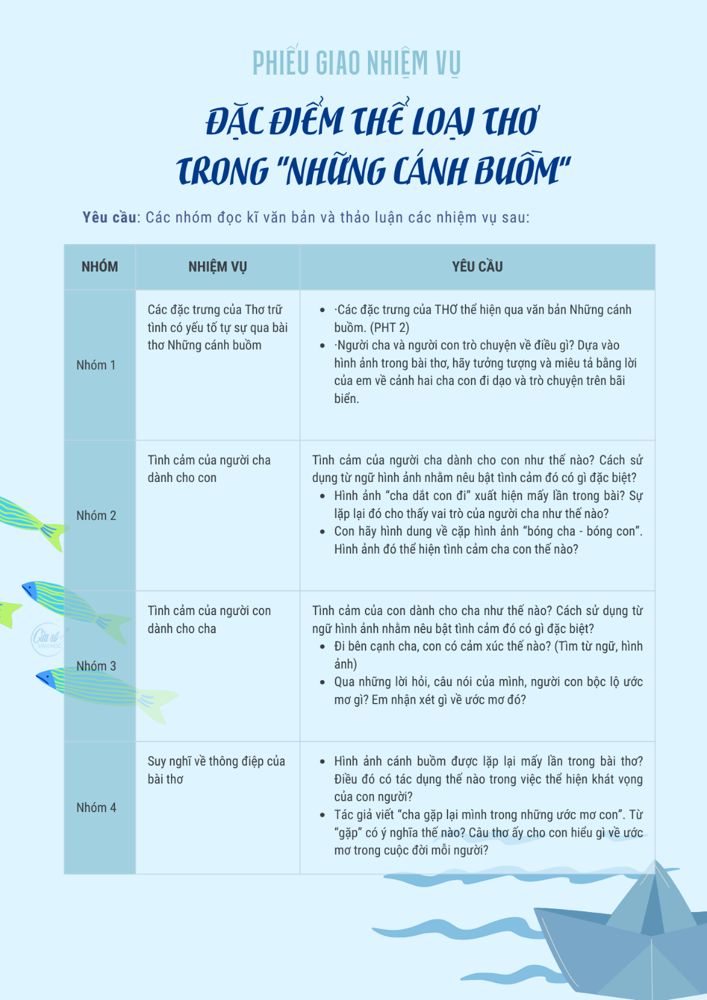 PHIẾU GIAO NHIỆM VỤ
ĐẶC ĐIỂM THỂ LOẠI THƠ
TRONG "NHỮNG CÁNH BUỒM"
Yêu cầu: Các nhóm đọc kĩ văn bản và thảo luận các nhiệm vụ sau:
NHÓM
NHIỆM VỤ
YÊU CẦU
Nhóm 1
Các đặc trưng của Thơ trữ
tình có yếu tố tự sự qua bài
thơ Những cánh buồm
• ·Các đặc trưng của THƠ thể hiện qua văn bản Những cánh
buồm. (PHT 2)
• ·Người cha và người con trò chuyện về điều gì? Dựa vào
hình ảnh trong bài thơ, hãy tưởng tượng và miêu tả bằng lời
của em về cảnh hai cha con đi dạo và trò chuyện trên bãi
biển.
Nhóm 2
Tình cảm của người cha
dành cho con
Tình cảm của người cha dành cho con như thế nào? Cách sử
dụng từ ngữ hình ảnh nhằm nêu bật tình cảm đó có gì đặc biệt?
• Hình ảnh “cha dắt con đi” xuất hiện mấy lần trong bài? Sự
lặp lại đó cho thấy vai trò của người cha như thế nào?
• Con hãy hình dung về cặp hình ảnh “bóng cha - bóng con”.
Hình ảnh đó thể hiện tình cảm cha con thế nào?
Cửa sổ
VĂN HỌC
Nhóm 3
Tình cảm của người con
dành cho cha
Tình cảm của con dành cho cha như thế nào? Cách sử dụng từ
ngữ hình ảnh nhằm nêu bật tình cảm đó có gì đặc biệt?
• Đi bên cạnh cha, con có cảm xúc thế nào? (Tìm từ ngữ, hình
ảnh)
• Qua những lời hỏi, câu nói của mình, người con bộc lộ ước
mơ gì? Em nhận xét gì về ước mơ đó?
Nhóm 4
Suy nghĩ về thông điệp của
bài thơ
• Hình ảnh cánh buồm được lặp lại mấy lần trong bài thơ?
Điều đó có tác dụng thế nào trong việc thể hiện khát vọng
của con người?
• Tác giả viết “cha gặp lại mình trong những ước mơ con”. Từ
“gặp” có ý nghĩa thế nào? Câu thơ ấy cho con hiểu gì về ước
mơ trong cuộc đời mỗi người?